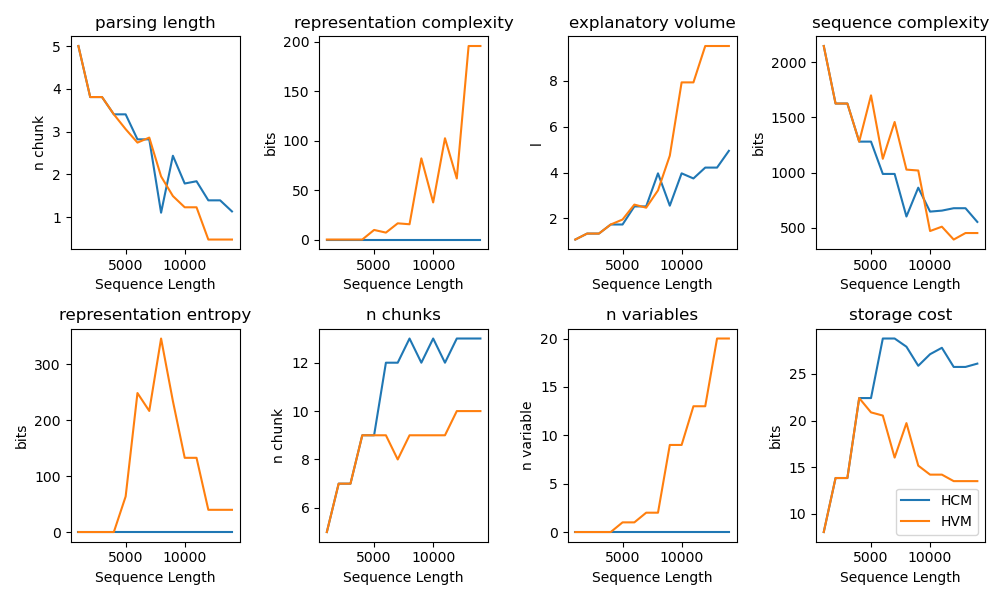 parsing length
n chunk
5
4
3
2
1
5000 10000
Sequence Length
representation complexity
bits
200
150
100
50
0
5000 10000
Sequence Length
explanatory volume
l
8
6
4
2
5000 10000
Sequence Length
sequence complexity
bits
2000
1500
1000
500
5000 10000
Sequence Length
representation entropy
bits
300
200
100
0
5000 10000
Sequence Length
n chunks
n chunk
12
10
8
6
5000 10000
Sequence Length
n variables
n variable
20
15
10
5
0
5000 10000
Sequence Length
storage cost
bits
25
20
15
10
5000 10000
Sequence Length
HCM
HVM